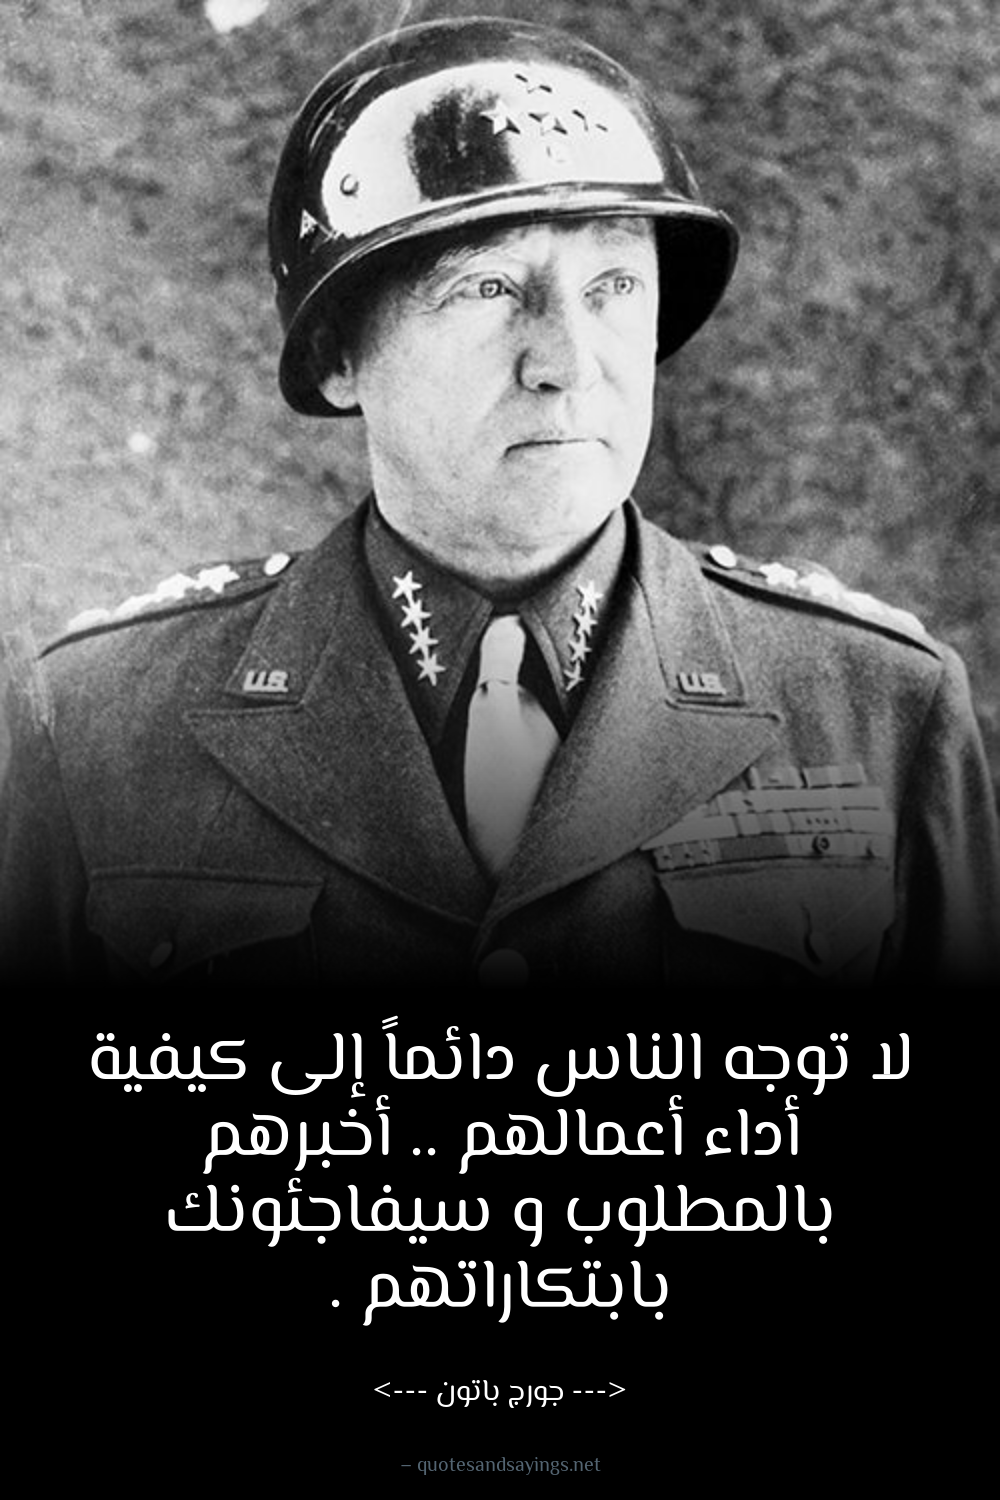 U.S.
U.S.
لا توجه الناس دائماً إلى كيفية
أداء أعمالهم .. أخبرهم
بالمطلوب و سيفاجئونك
بابتكاراتهم .
<--- جورج باتون --->
– quotesandsayings.net